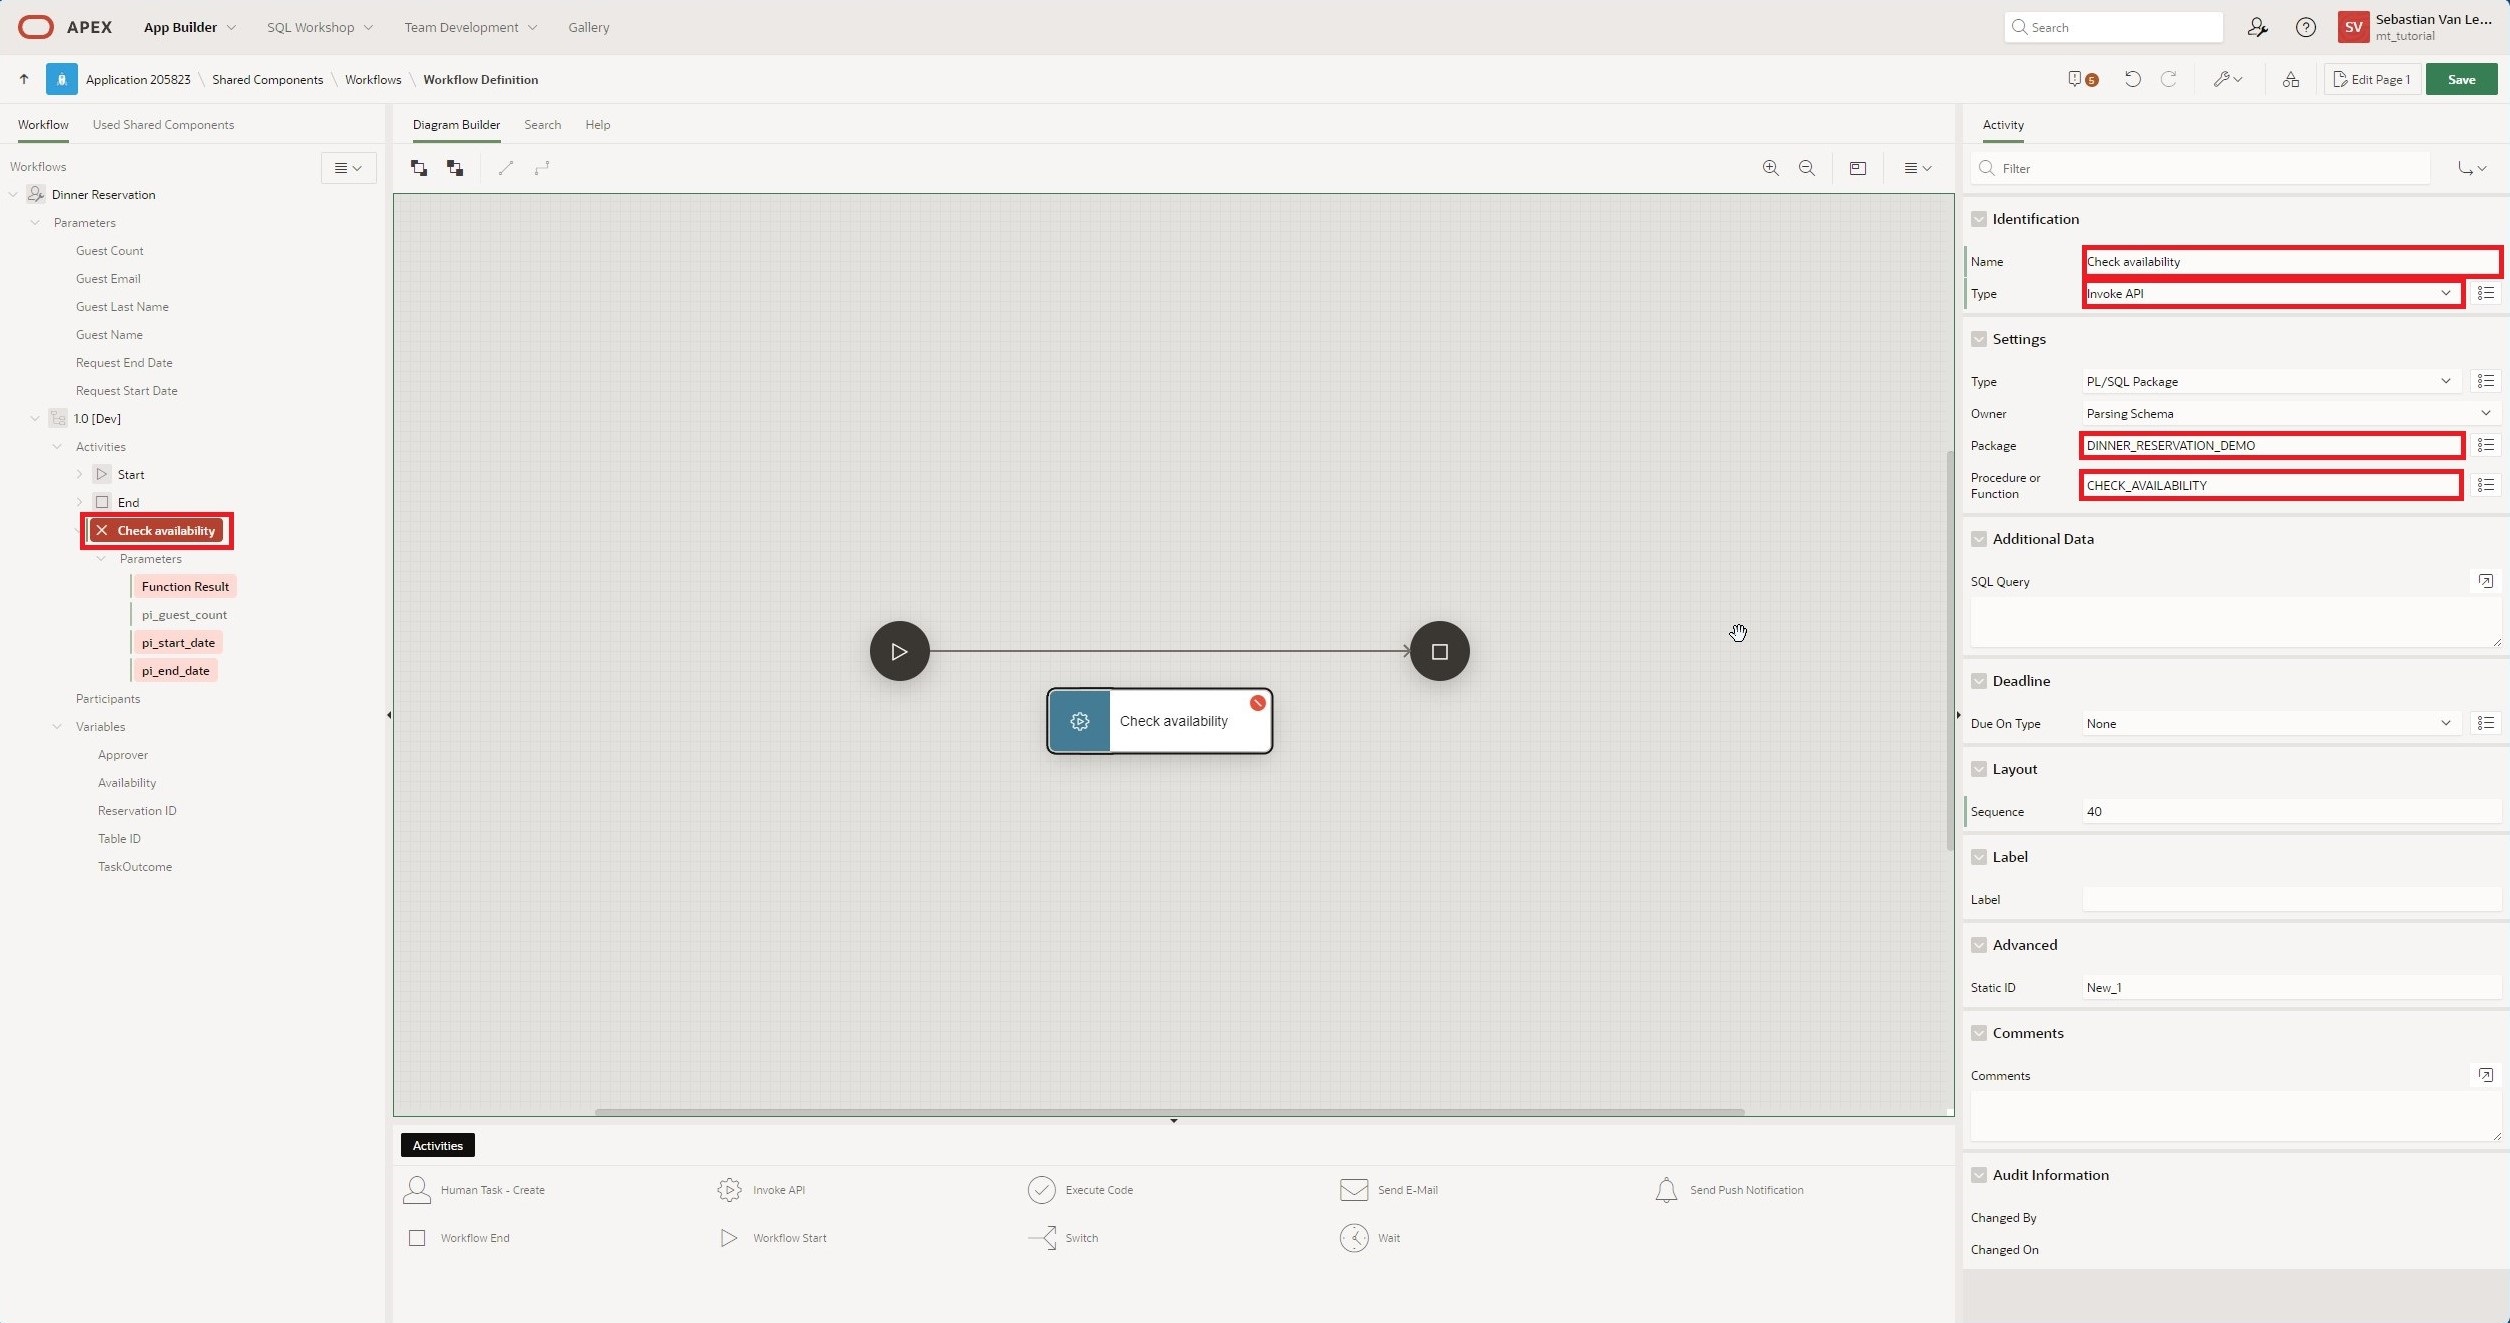 APEX App Builder SQL Workshop Team Development Gallery Search SV Sebastian Van Le...
mt_tutorial
Application 205823 \ Shared Components \ Workflows \ Workflow Definition 5 Edit Page 1 Save
Workflow Used Shared Components
Workflows
Dinner Reservation
Parameters
Guest Count
Guest Email
Guest Last Name
Guest Name
Request End Date
Request Start Date
1.0 [Dev]
Activities
Start
End
Check availability
Parameters
Function Result
pi_guest_count
pi_start_date
pi_end_date
Participants
Variables
Approver
Availability
Reservation ID
Table ID
TaskOutcome
Diagram Builder Search Help
Check availability
Activities
Human Task - Create Invoke API Execute Code Send E-Mail Send Push Notification
Workflow End Workflow Start Switch Wait
Activity
Filter
Identification
Name Check availability
Type Invoke API
Settings
Type PL/SQL Package
Owner Parsing Schema
Package DINNER_RESERVATION_DEMO
Procedure or
Function CHECK_AVAILABILITY
Additional Data
SQL Query
Deadline
Due On Type None
Layout
Sequence 40
Label
Label
Advanced
Static ID New_1
Comments
Comments
Audit Information
Changed By
Changed On